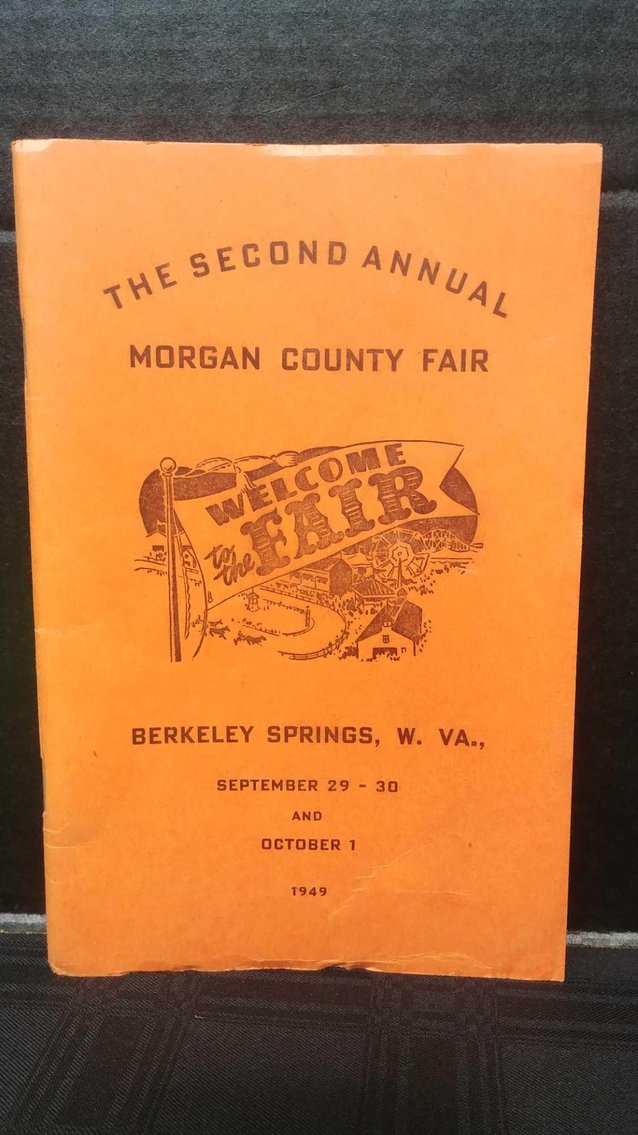 THE SECOND ANNUAL
MORGAN COUNTY FAIR
WELCOME
to the
FAIR
BERKELEY SPRINGS, W. VA.,
SEPTEMBER 29 - 30
AND
OCTOBER 1
1949